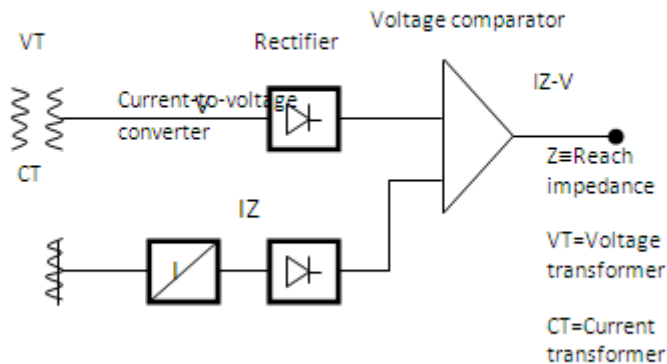 Voltage comparator
VT
Rectifier
IZ-V
Current-to-voltage
V
converter
Z≡Reach
impedance
CT
IZ
VT=Voltage
transformer
I
CT=Current
transformer